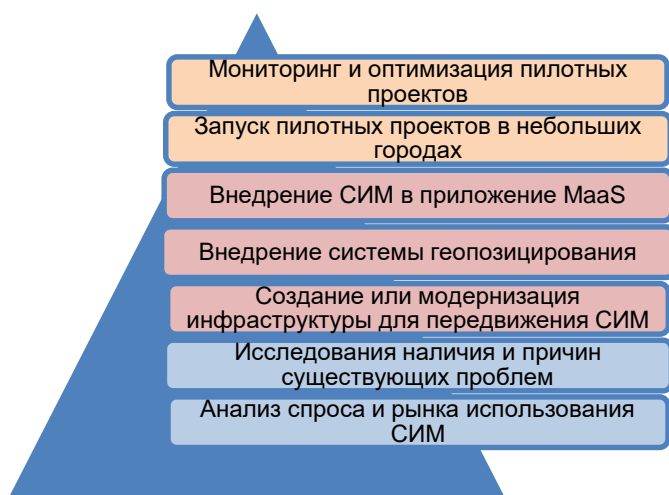 Мониторинг и оптимизация пилотных
проектов
Запуск пилотных проектов в небольших
городах
Внедрение СИМ в приложение MaaS
Внедрение системы геопозицирования
Создание или модернизация
инфраструктуры для передвижения СИМ
Исследования наличия и причин
существующих проблем
Анализ спроса и рынка использования
СИМ